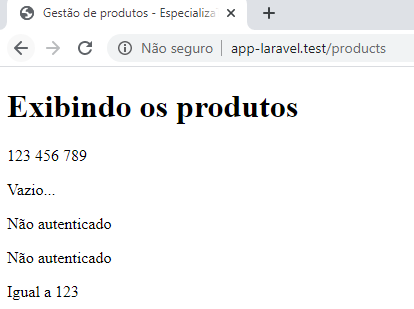 Gestão de produtos - Especializa
Não seguro | app-laravel.test/products
Exibindo os produtos
123 456 789
Vazio...
Não autenticado
Não autenticado
Igual a 123